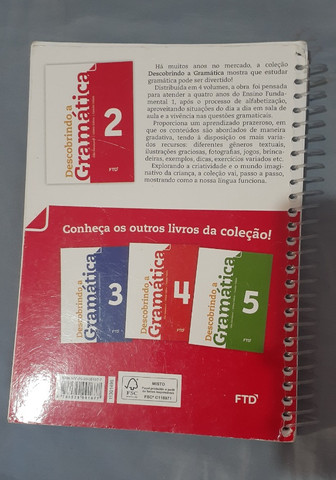 Há muitos anos no mercado, a coleção
Descobrindo a Gramática mostra que estudar
gramática pode ser divertido!
Distribuída em 4 volumes, a obra foi pensada
para atender a quatro anos do Ensino Funda-
mental 1, após o processo de alfabetização,
aproveitando situações do dia a dia em sala
de aula e a vivência nas questões gramaticais.
Proporciona um aprendizado prazeroso, em
que os conteúdos são abordados de maneira
gradativa, tendo à disposição os mais varia-
dos recursos: diferentes gêneros textuais,
ilustrações graciosas, fotografias, jogos, brinca-
deiras, exemplos, dicas, exercícios variados etc.
Explorando a criatividade e o mundo imagi-
nativo da criança, a coleção vai, passo a passo,
mostrando como a nossa língua funciona.
Descobrindo a
Gramática
2
FTD
Conheça os outros livros da coleção!
Descobrindo a
Gramática
3
FTD
Descobrindo a
Gramática
4
FTD
Descobrindo a
Gramática
5
FTD
FSC
MISTO
FTD